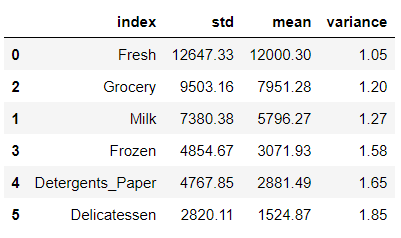 index std mean variance
0 Fresh 12647.33 12000.30 1.05
2 Grocery 9503.16 7951.28 1.20
1 Milk 7380.38 5796.27 1.27
3 Frozen 4854.67 3071.93 1.58
4 Detergents_Paper 4767.85 2881.49 1.65
5 Delicatessen 2820.11 1524.87 1.85